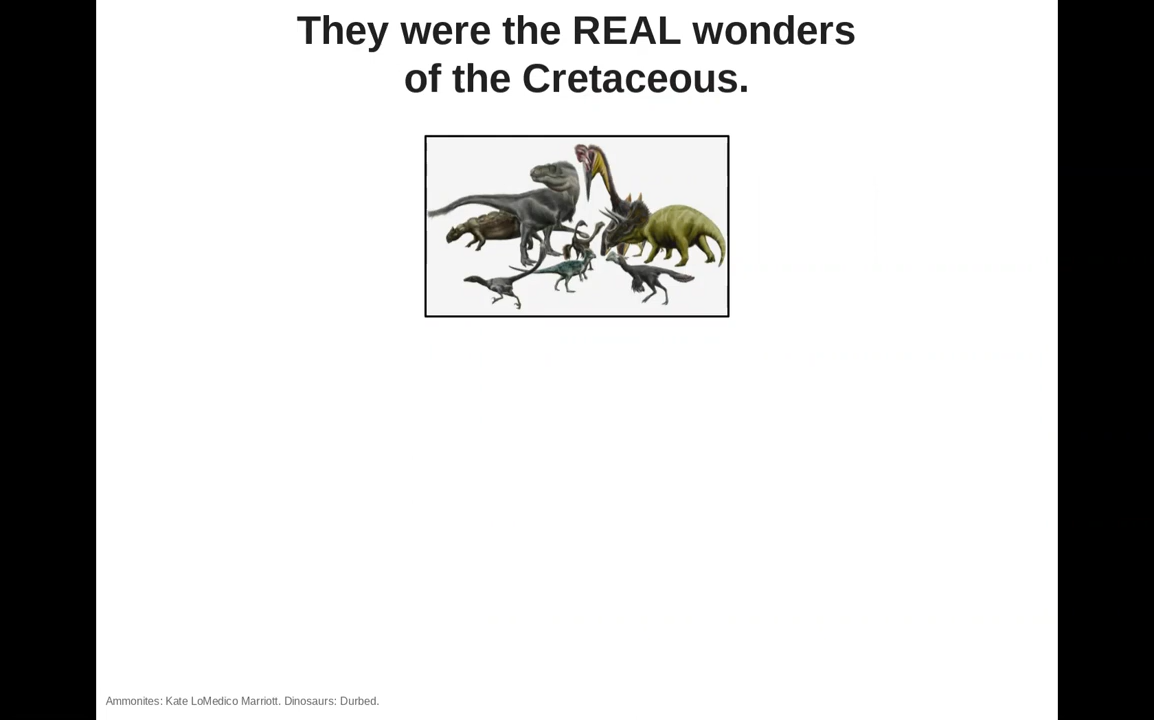 They were the REAL wonders
of the Cretaceous.
Ammonites: Kate LoMedico Marriott. Dinosaurs: Durbed.